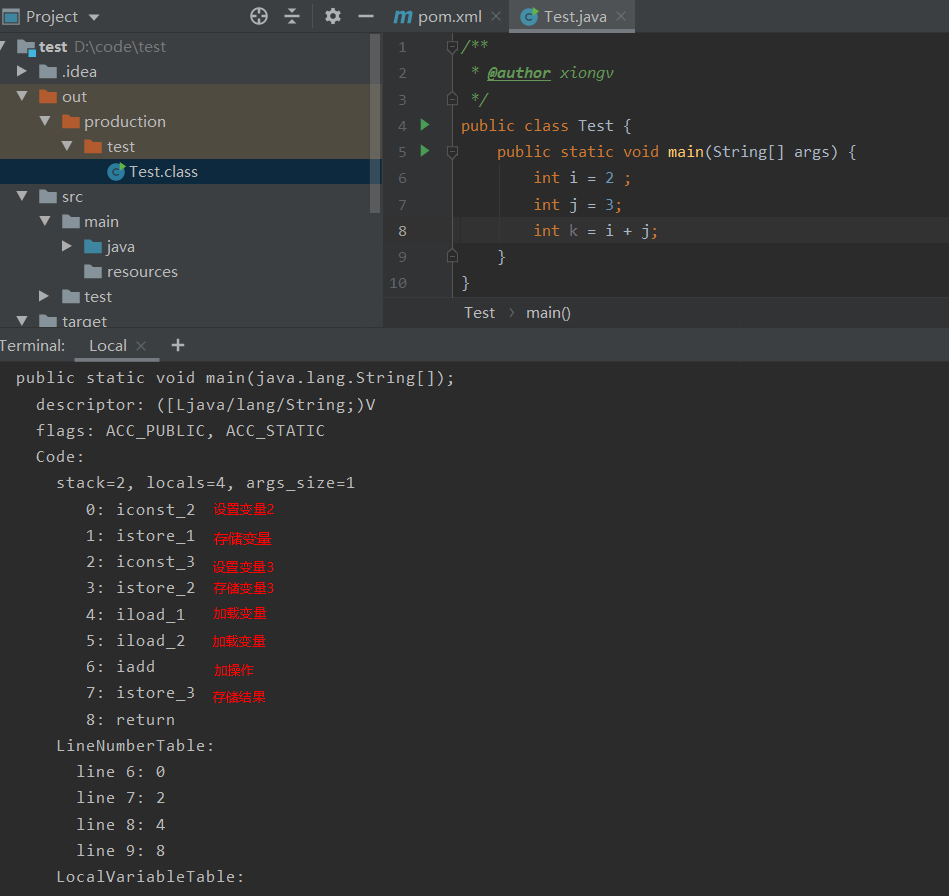 Project
pom.xml
Test.java
test D:\code\test
.idea
out
production
test
Test.class
src
main
java
resources
test
target
1 /**
2 * @author xiongv
3 */
4 public class Test {
5 public static void main(String[] args) {
6 int i = 2 ;
7 int j = 3;
8 int k = i + j;
9 }
10 }
Test › main()
Terminal: Local +
public static void main(java.lang.String[]);
descriptor: ([Ljava/lang/String;)V
flags: ACC_PUBLIC, ACC_STATIC
Code:
stack=2, locals=4, args_size=1
0: iconst_2 设置变量2
1: istore_1 存储变量
2: iconst_3 设置变量3
3: istore_2 存储变量3
4: iload_1 加载变量
5: iload_2 加载变量
6: iadd 加操作
7: istore_3 存储结果
8: return
LineNumberTable:
line 6: 0
line 7: 2
line 8: 4
line 9: 8
LocalVariableTable: